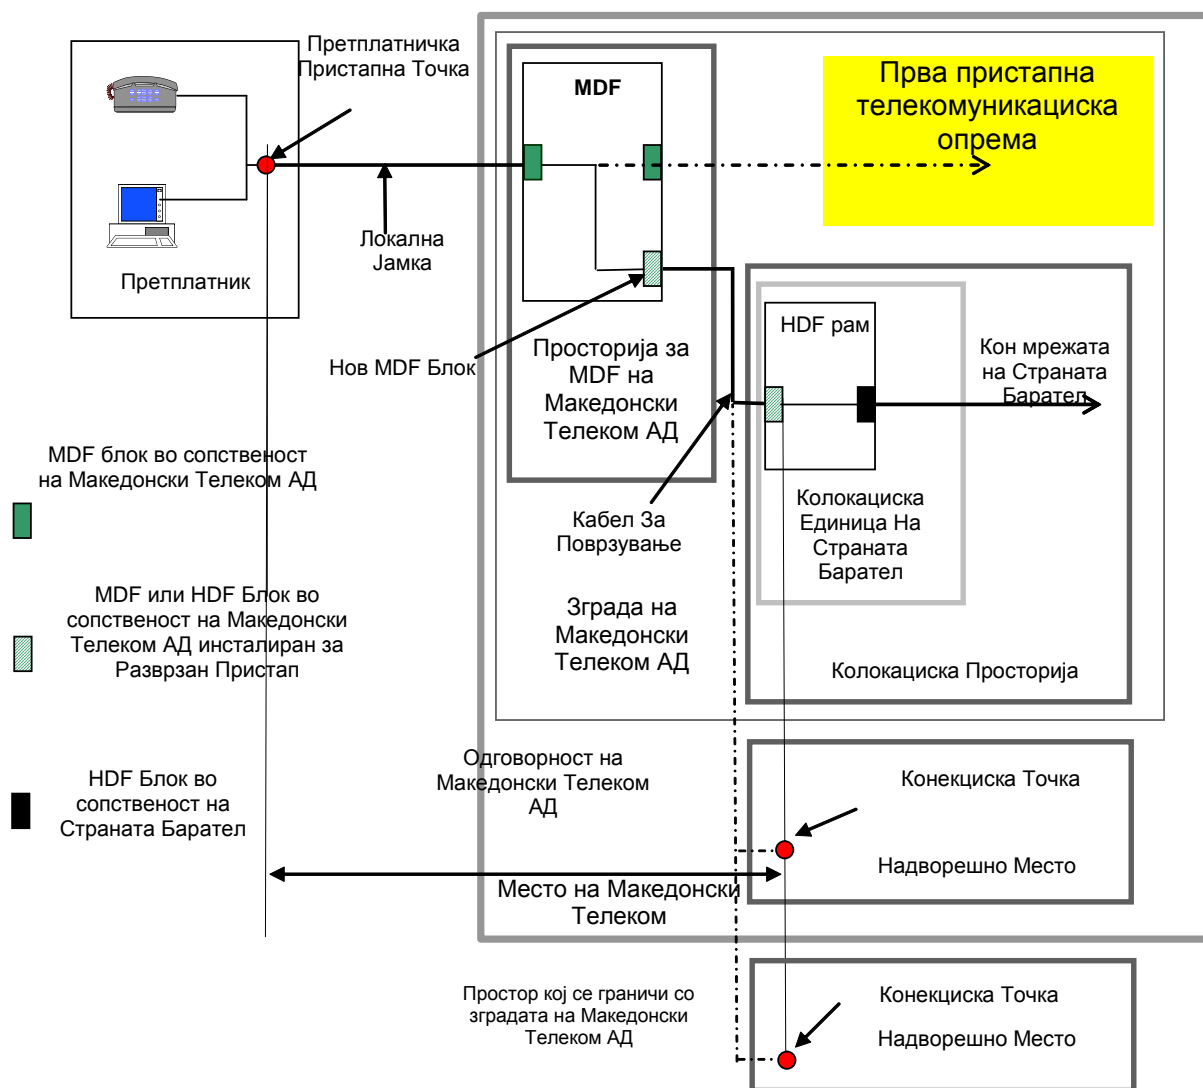 Претплатничка
Пристапна Точка
MDF
Прва пристапна
телекомуникациска
опрема
Локална
Јамка
Претплатник
Нов MDF Блок
Просторија за
MDF на
Македонски
Телеком АД
HDF рам
Кон мрежата
на Страната
Барател
MDF блок во сопственост
на Македонски Телеком АД
Кабел За
Поврзување
Колокациска
Единица На
Страната
Барател
MDF или HDF Блок во
сопственост на Македонски
Телеком АД инсталиран за
Разврзан Пристап
Зграда на
Македонски
Телеком АД
Колокациска Просторија
HDF Блок во
сопственост на
Страната Барател
Одговорност на
Македонски Телеком
АД
Конекциска Точка
Надворешно Место
Место на Македонски
Телеком
Простор кој се граничи со
зградата на Македонски
Телеком АД
Конекциска Точка
Надворешно Место